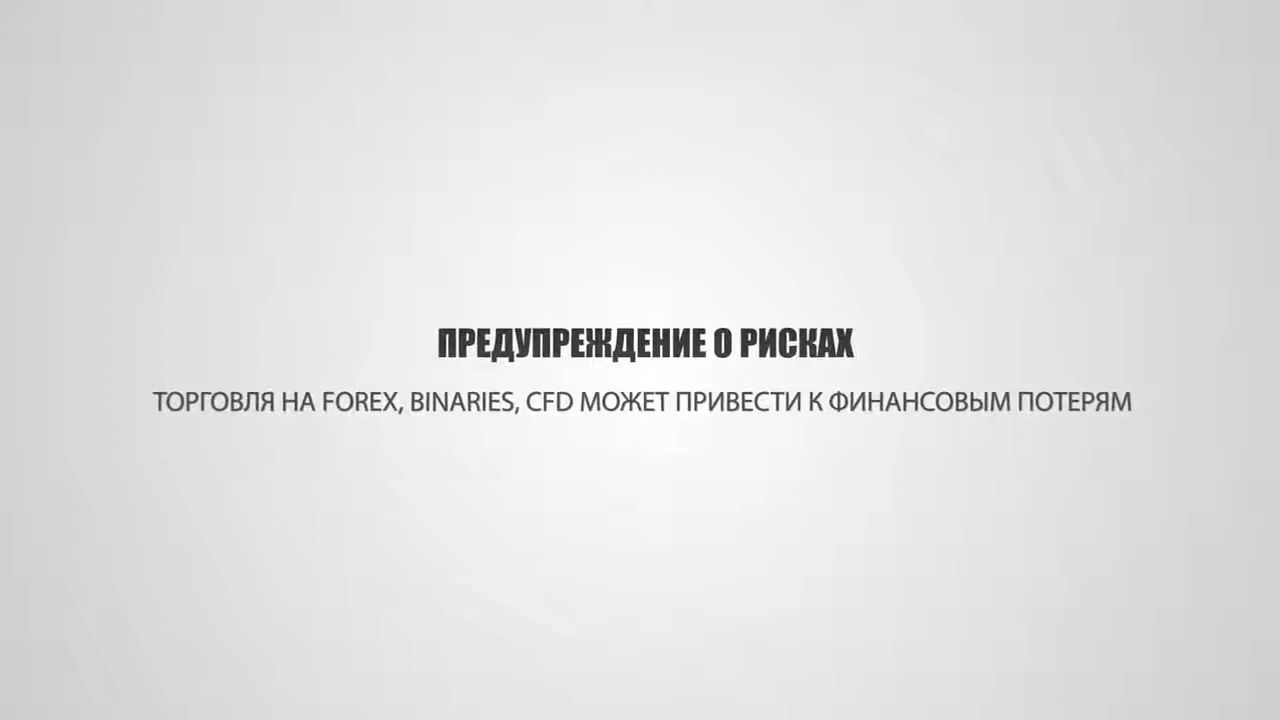 ПРЕДУПРЕЖДЕНИЕ О РИСКАХ
ТОРГОВЛЯ НА FOREX, BINARIES, CFD МОЖЕТ ПРИВЕСТИ К ФИНАНСОВЫМ ПОТЕРЯМ